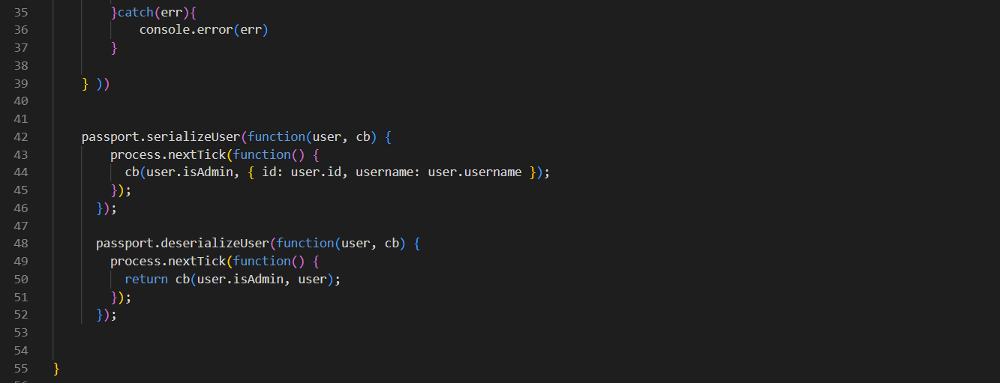 35 }catch(err){
36 console.error(err)
37 }
38
39 } ))
40
41
42 passport.serializeUser(function(user, cb) {
43 process.nextTick(function() {
44 cb(user.isAdmin, { id: user.id, username: user.username });
45 });
46 });
47
48 passport.deserializeUser(function(user, cb) {
49 process.nextTick(function() {
50 return cb(user.isAdmin, user);
51 });
52 });
53
54
55 }